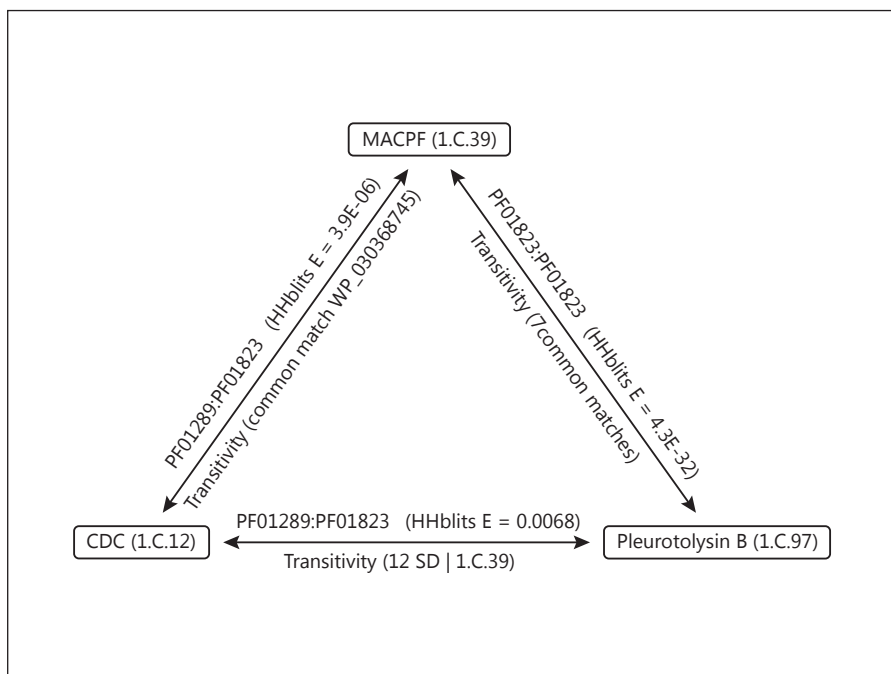 MACPF (1.C.39)
PF01289:PF01823 (HHblits E = 3.9E-06)
Transitivity (common match WP_030368745)
PF01823:PF01823 (HHblits E = 4.3E-32)
Transitivity (7common matches)
CDC (1.C.12)
PF01289:PF01823 (HHblits E = 0.0068)
Transitivity (12 SD | 1.C.39)
Pleurotolysin B (1.C.97)